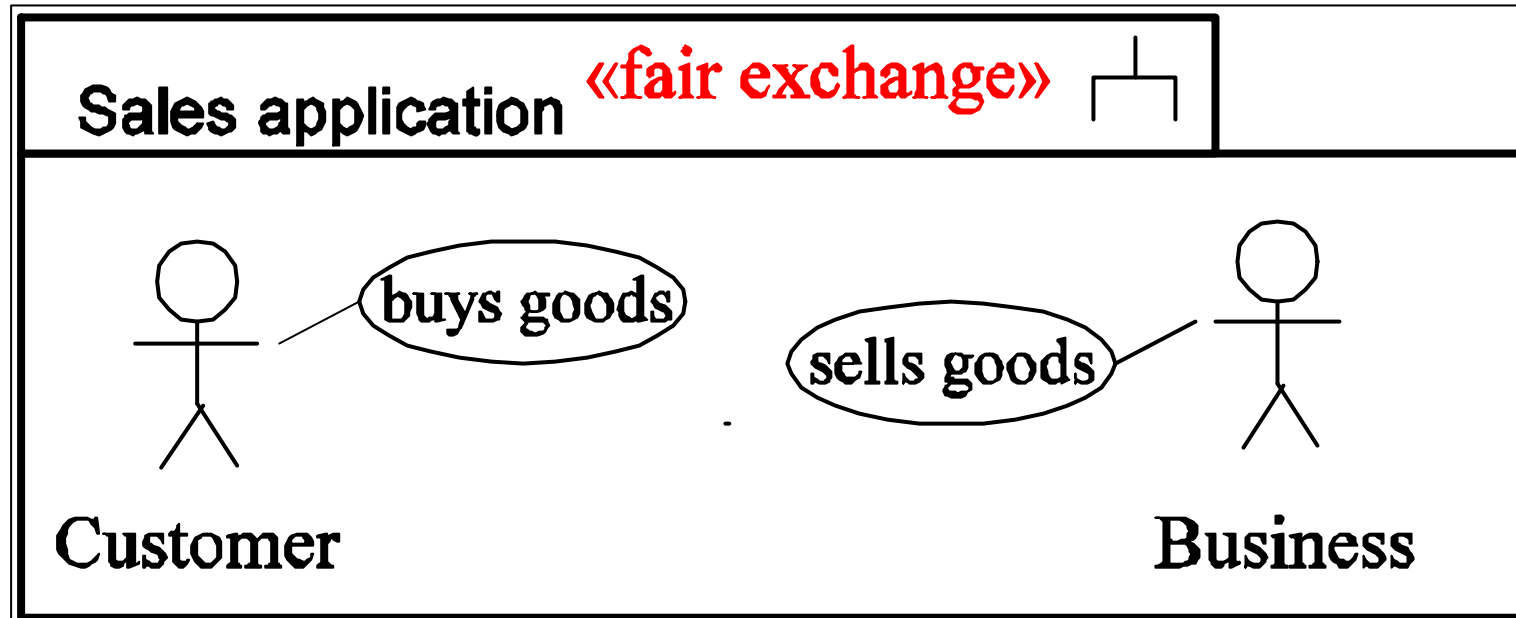 Sales application «fair exchange»
buys goods
sells goods
Customer
Business